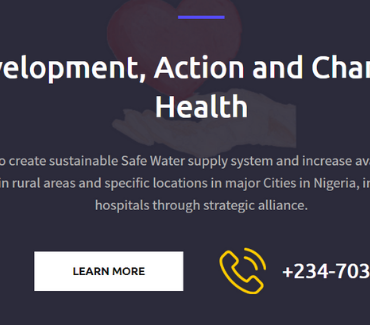 velopment, Action and Char
Health
o create sustainable Safe Water supply system and increase av
in rural areas and specific locations in major Cities in Nigeria, i
hospitals through strategic alliance.
LEARN MORE
+234-703